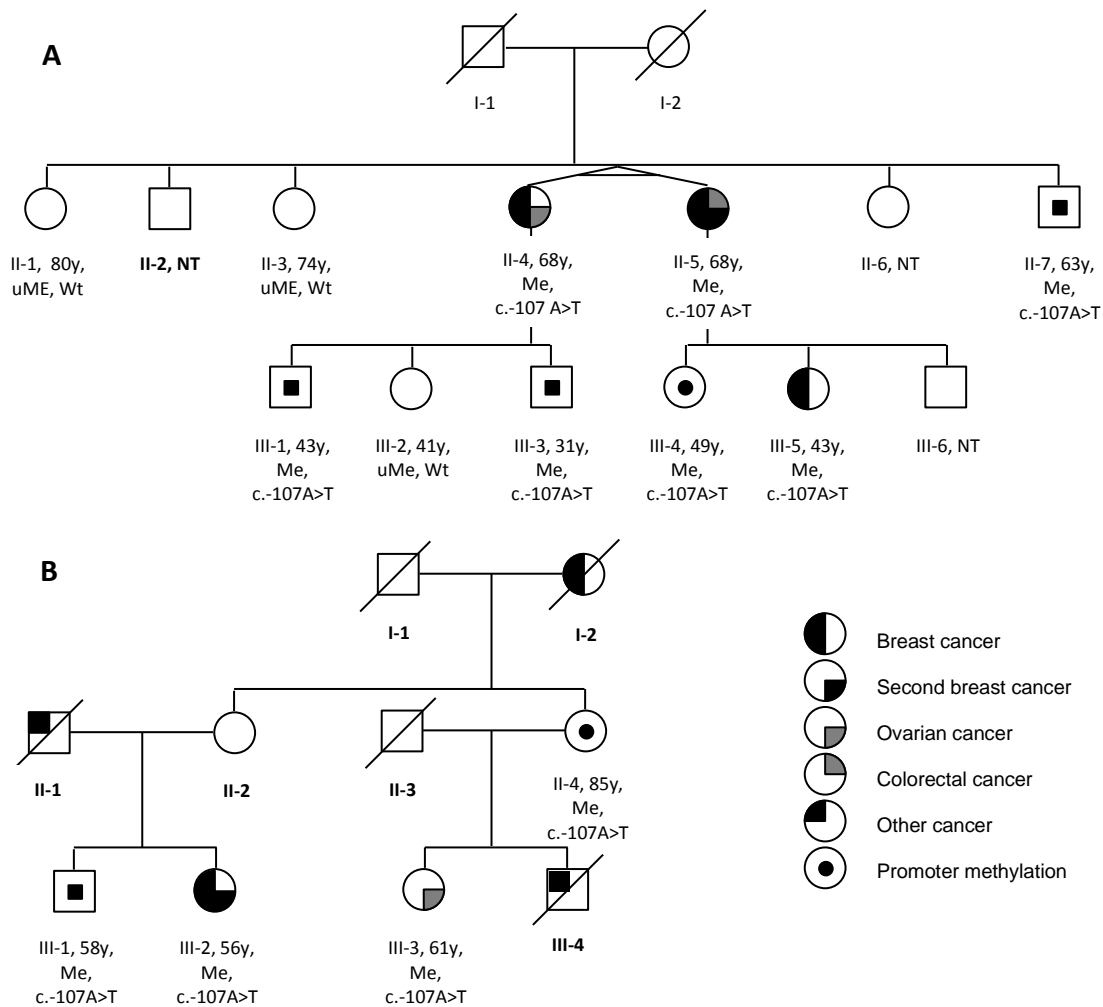 A
I-1
I-2
II-1, 80y,
uME, Wt
II-2, NT
II-3, 74y,
uME, Wt
II-4, 68y,
Me,
c.-107 A>T
II-5, 68y,
Me,
c.-107 A>T
II-6, NT
II-7, 63y,
Me,
c.-107A>T
III-1, 43y,
Me,
c.-107A>T
III-2, 41y,
uMe, Wt
III-3, 31y,
Me,
c.-107A>T
III-4, 49y,
Me,
c.-107A>T
III-5, 43y,
Me,
c.-107A>T
III-6, NT
B
I-1
I-2
II-1
II-2
II-3
II-4, 85y,
Me,
c.-107A>T
III-1, 58y,
Me,
c.-107A>T
III-2, 56y,
Me,
c.-107A>T
III-3, 61y,
Me,
c.-107A>T
III-4
Breast cancer
Second breast cancer
Ovarian cancer
Colorectal cancer
Other cancer
Promoter methylation